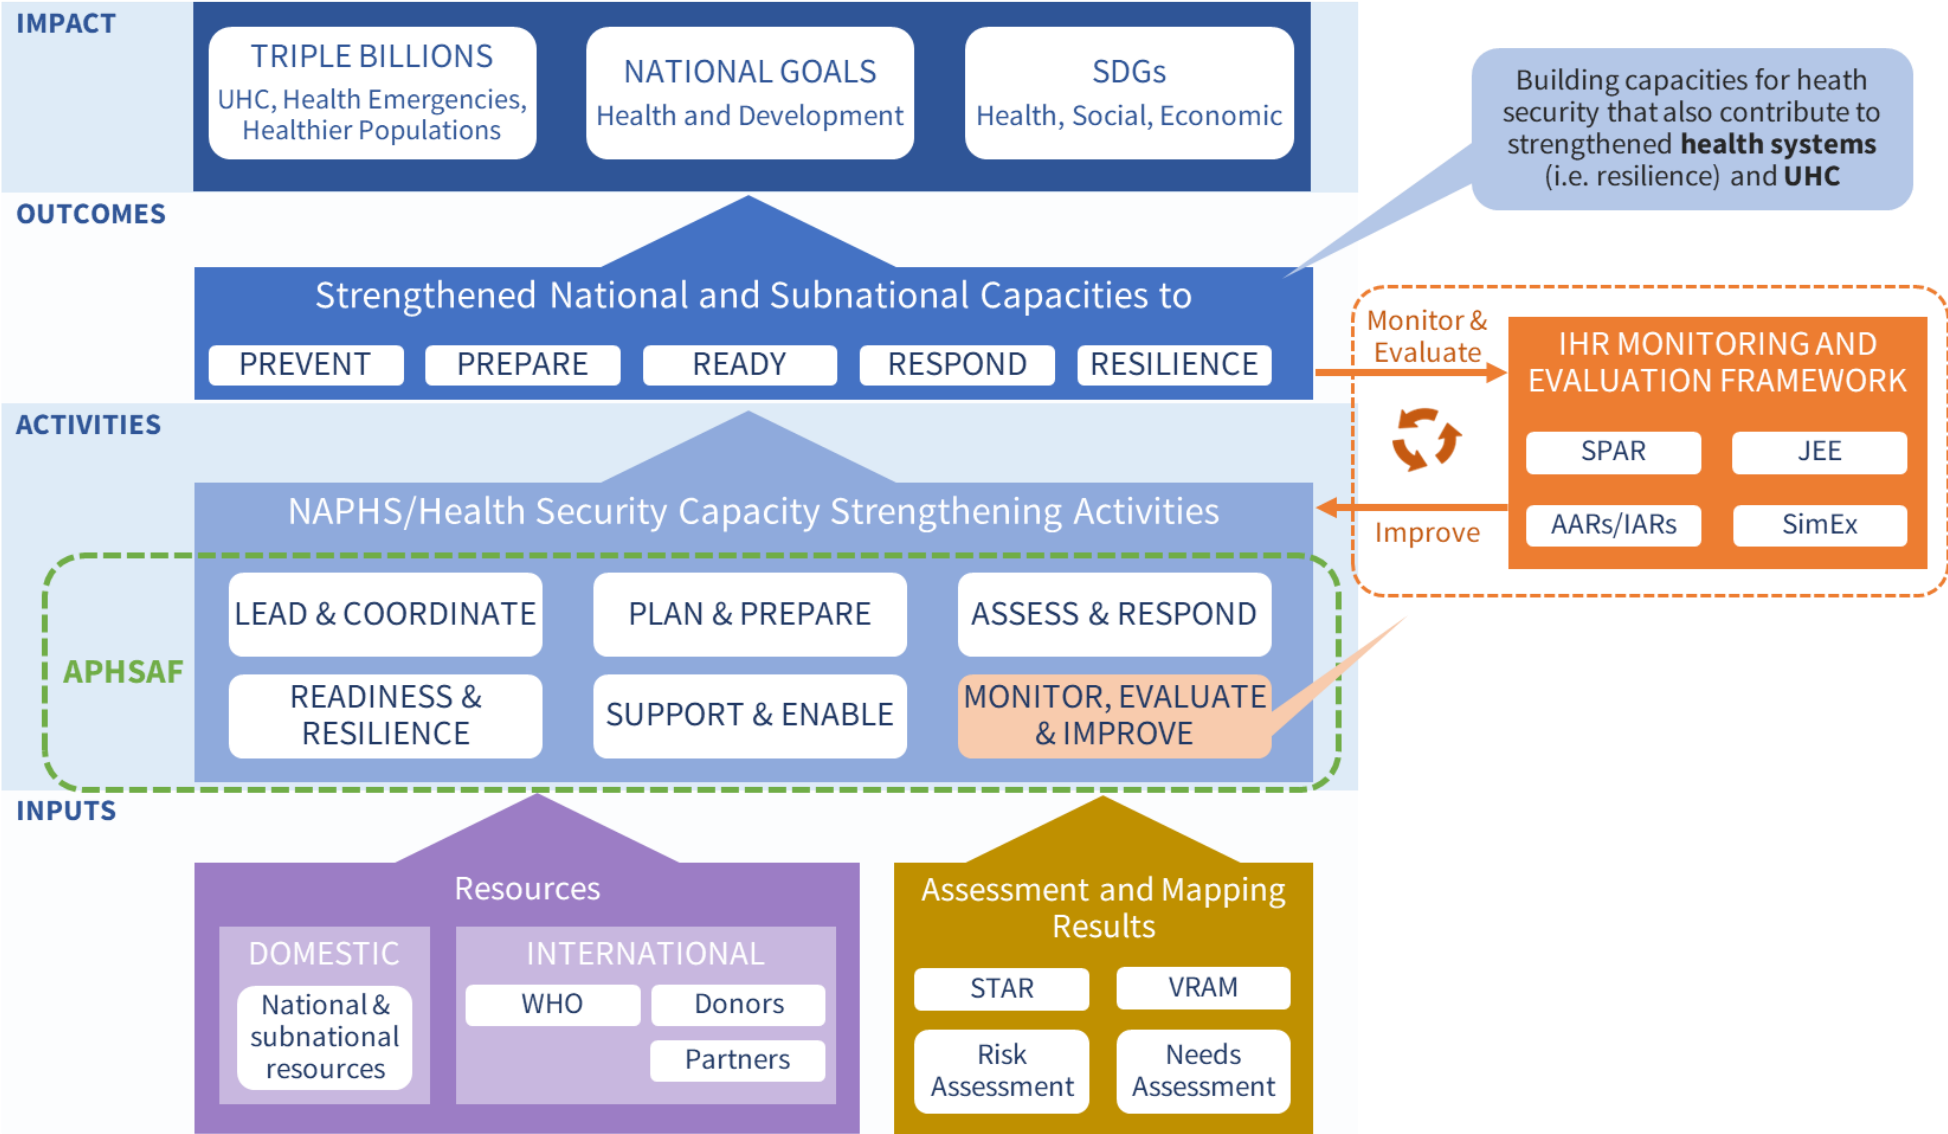 IMPACT
TRIPLE BILLIONS
UHC, Health Emergencies,
Healthier Populations
NATIONAL GOALS
Health and Development
SDGs
Health, Social, Economic
Building capacities for heath
security that also contribute to
strengthened health systems
(i.e. resilience) and UHC
OUTCOMES
Strengthened National and Subnational Capacities to
PREVENT
PREPARE
READY
RESPOND
RESILIENCE
Monitor &
Evaluate
IHR MONITORING AND
EVALUATION FRAMEWORK
SPAR
JEE
AARs/IARs
SimEx
Improve
ACTIVITIES
NAPHS/Health Security Capacity Strengthening Activities
APHSAF
LEAD & COORDINATE
PLAN & PREPARE
ASSESS & RESPOND
READINESS &
RESILIENCE
SUPPORT & ENABLE
MONITOR, EVALUATE
& IMPROVE
INPUTS
Resources
DOMESTIC
National &
subnational
resources
INTERNATIONAL
WHO
Donors
Partners
Assessment and Mapping
Results
STAR
VRAM
Risk
Assessment
Needs
Assessment